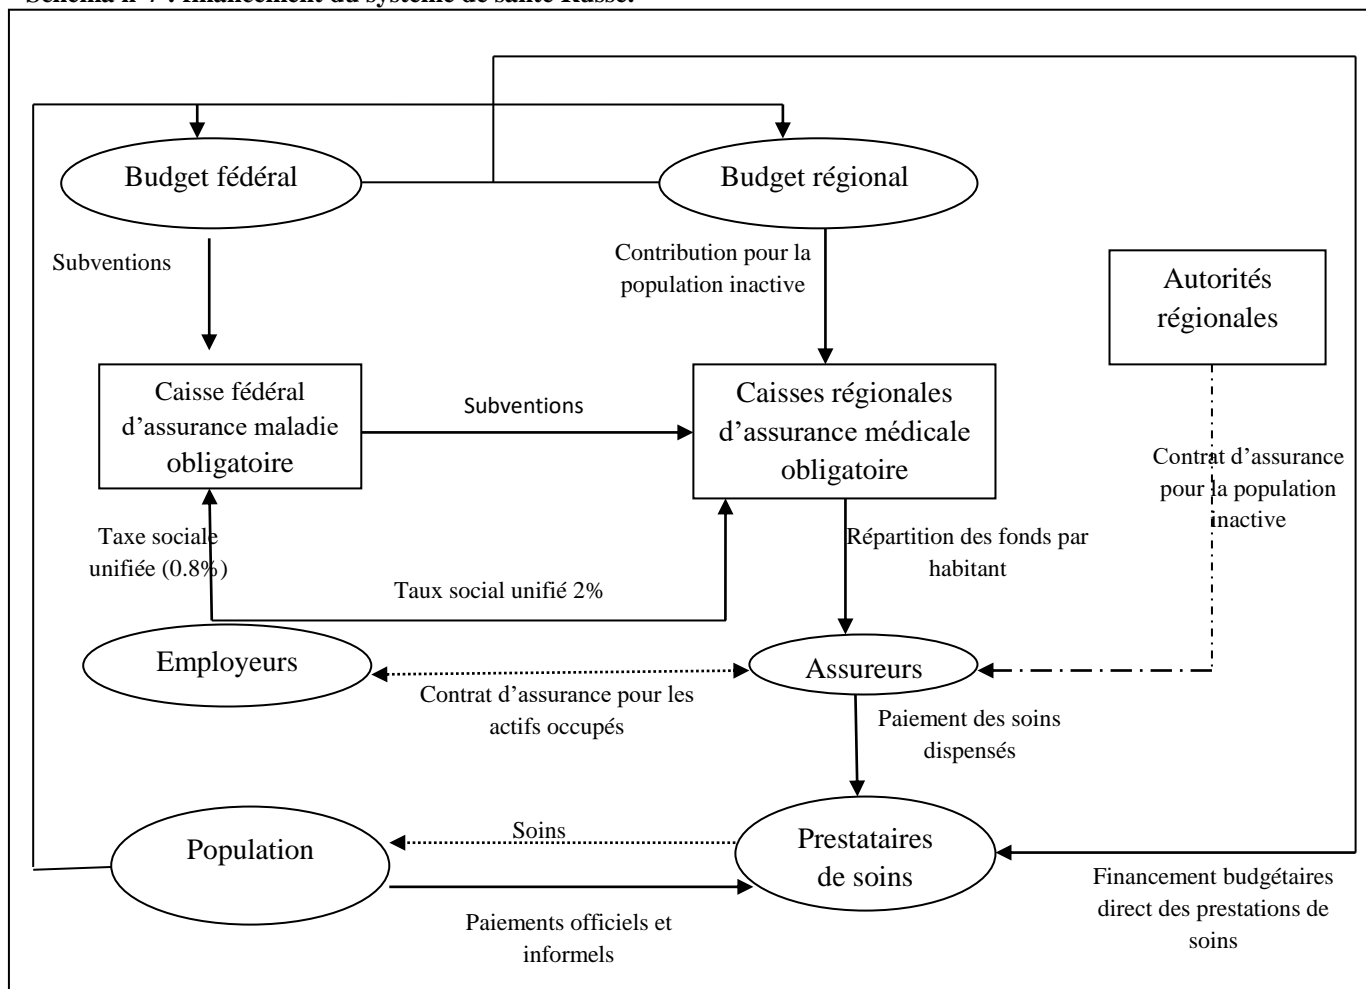 Schéma n°7 : financement du système de santé Russe.
Budget fédéral
Budget régional
Subventions
Contribution pour la
population inactive
Autorités
régionales
Caisse fédéral
d'assurance maladie
obligatoire
Subventions
Caisses régionales
d'assurance médicale
obligatoire
Contrat d'assurance
pour la population
inactive
Taxe sociale
unifiée (0.8%)
Taux social unifié 2%
Répartition des fonds par
habitant
Employeurs
Assureurs
Contrat d'assurance pour les
actifs occupés
Paiement des soins
dispensés
Population
Soins
Prestataires
de soins
Paiements officiels et
informels
Financement budgétaires
direct des prestations de
soins